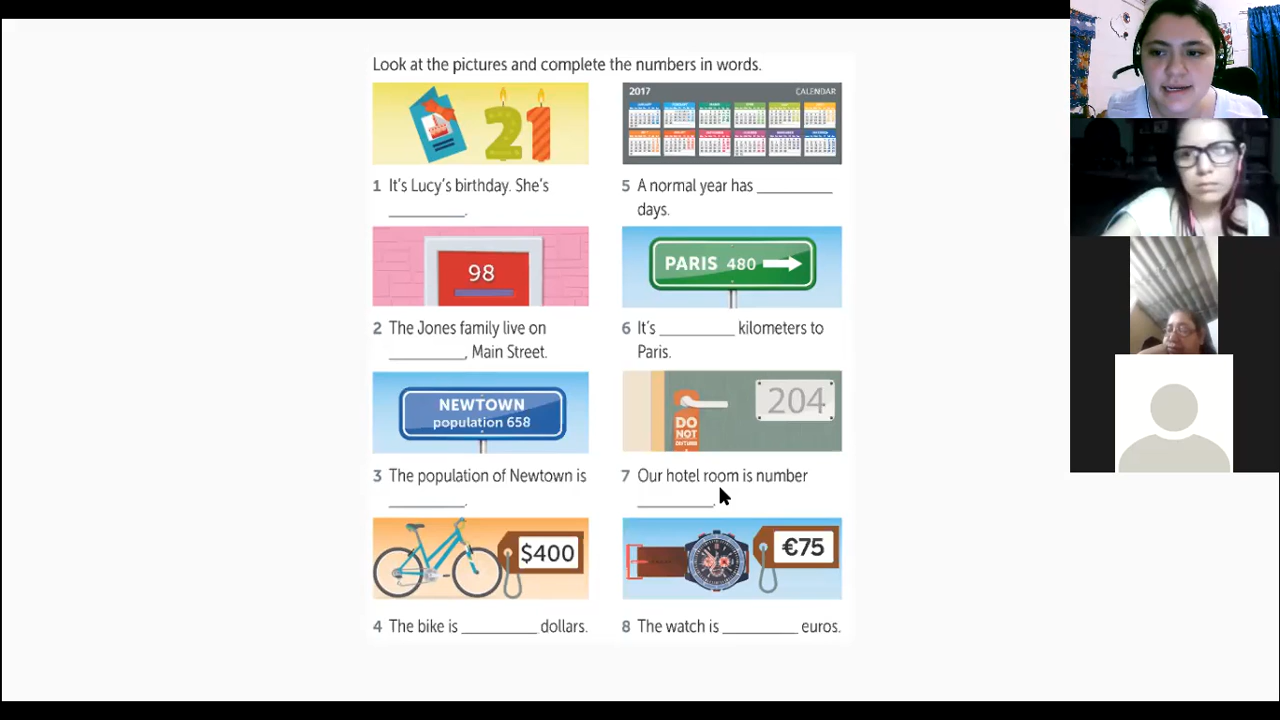 Look at the pictures and complete the numbers in words.
21
1 It's Lucy's birthday. She's
__________.
98
2 The Jones family live on
__________, Main Street.
NEWTOWN
population 658
3 The population of Newtown is
__________.
$400
4 The bike is __________ dollars.
2017 CALENDAR
5 A normal year has __________
days.
PARIS 480
6 It's __________ kilometers to
Paris.
204
DO
NOT
DISTURB
7 Our hotel room is number
__________.
€75
8 The watch is __________ euros.